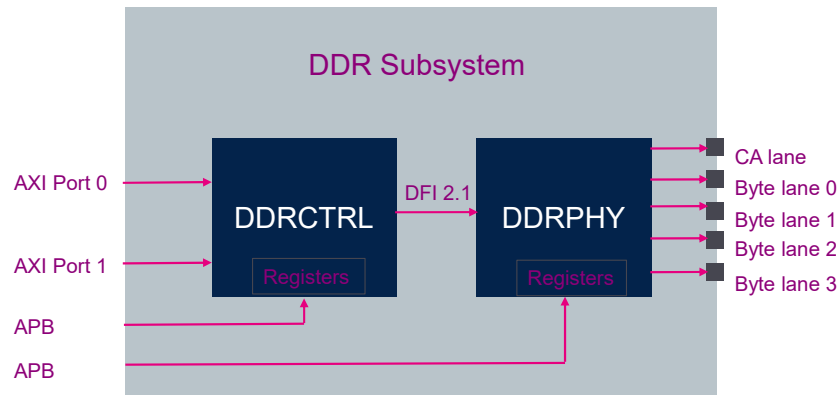 DDR Subsystem
AXI Port 0
AXI Port 1
APB
APB
DDRCTRL
Registers
DFI 2.1
DDRPHY
Registers
CA lane
Byte lane 0
Byte lane 1
Byte lane 2
Byte lane 3